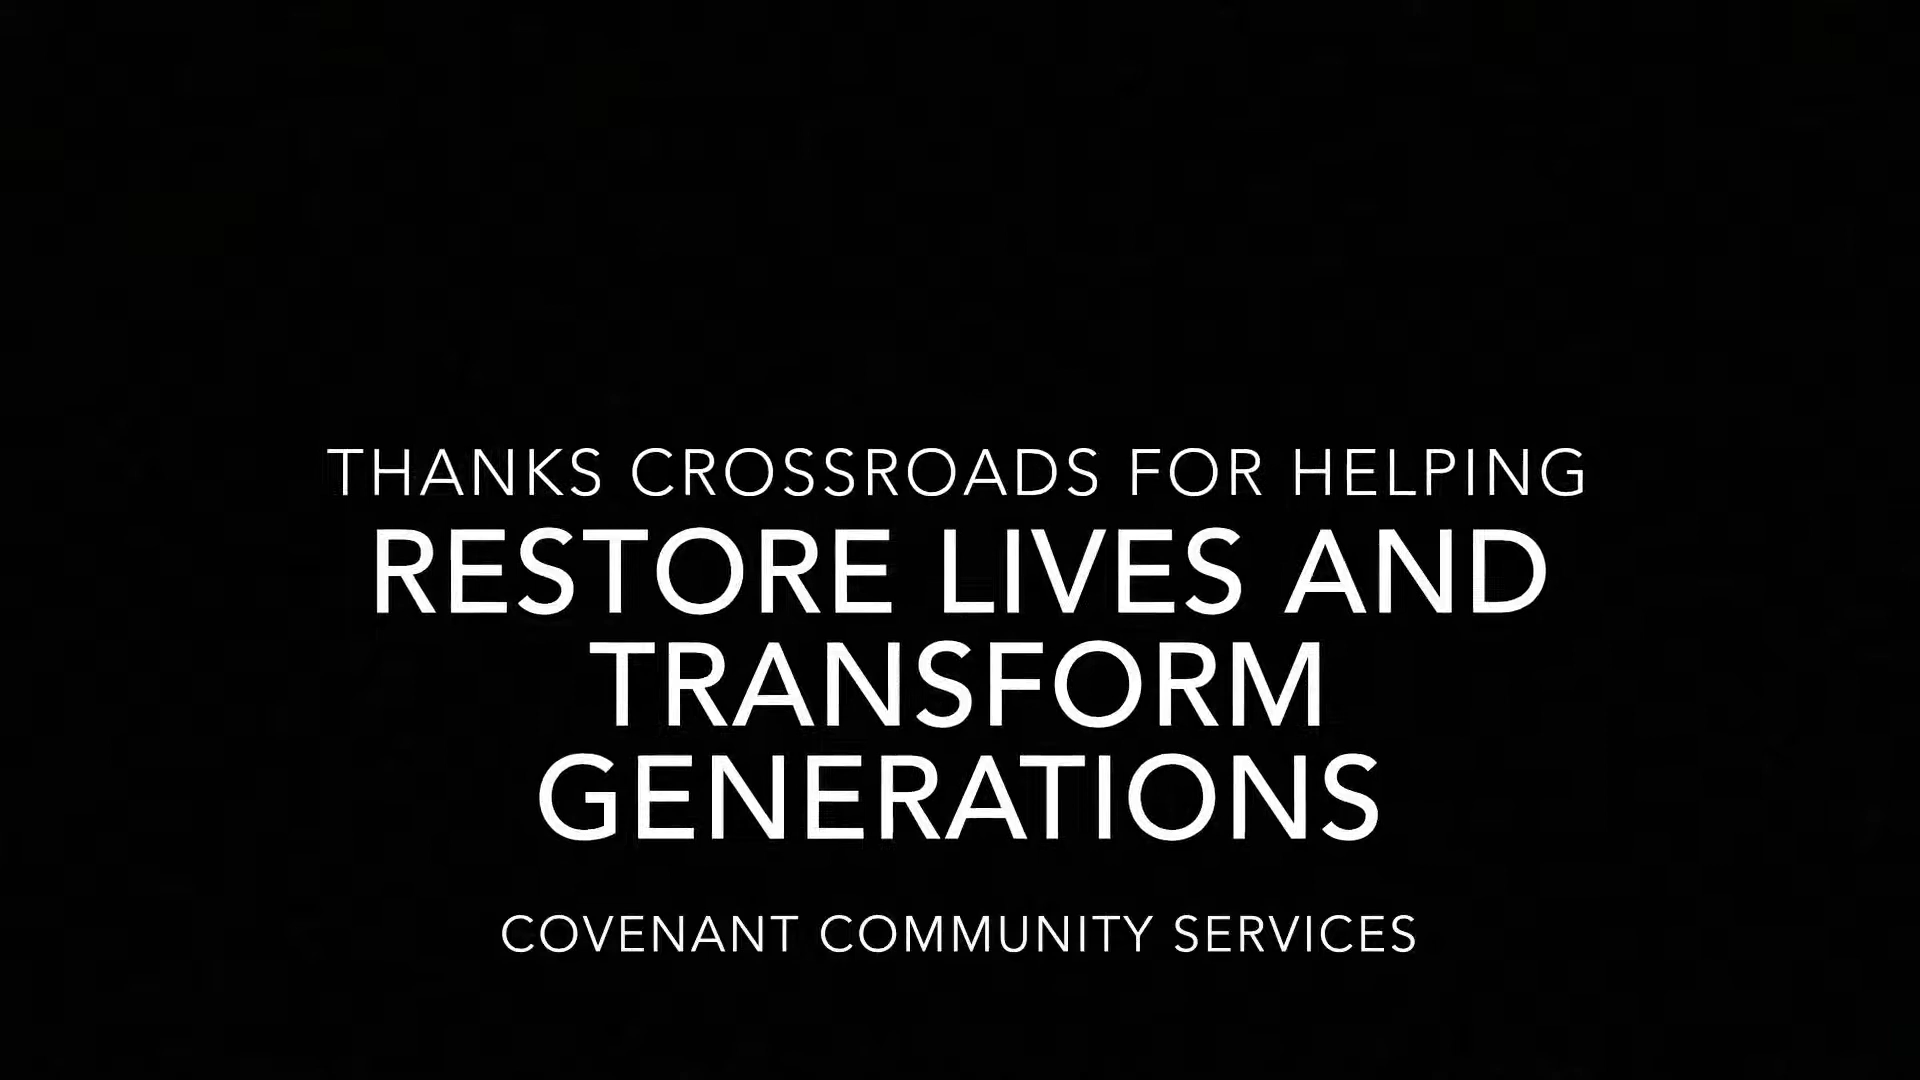 THANKS CROSSROADS FOR HELPING
RESTORE LIVES AND
TRANSFORM
GENERATIONS
COVENANT COMMUNITY SERVICES